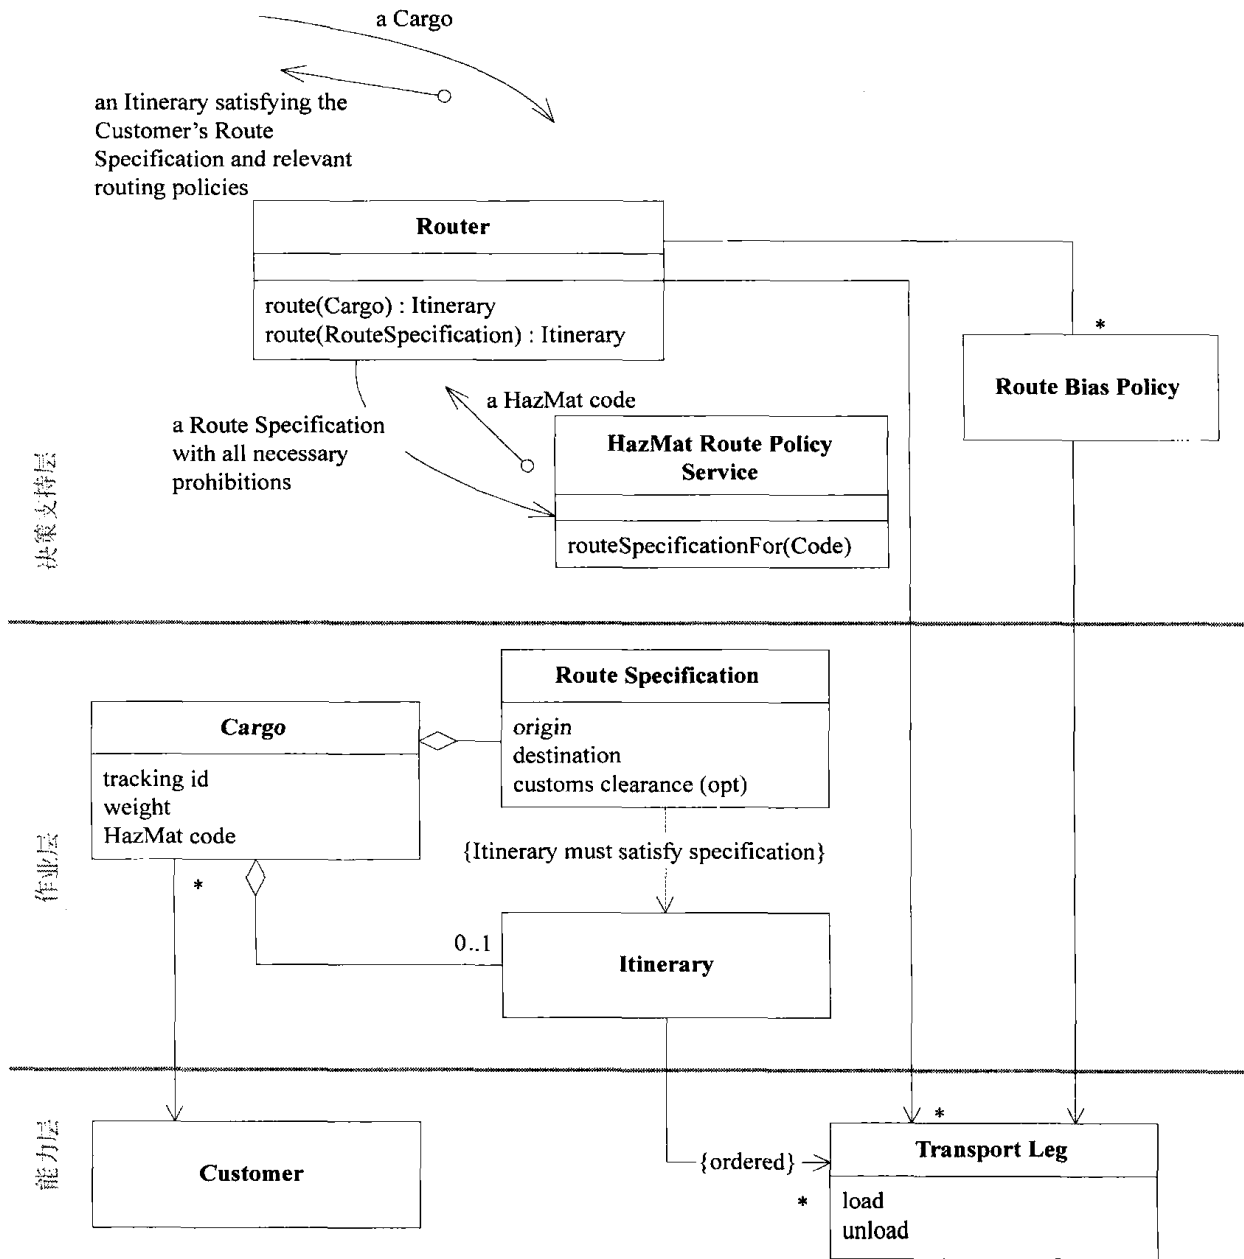 a Cargo
an Itinerary satisfying the
Customer's Route
Specification and relevant
routing policies
Router
route(Cargo) : Itinerary
route(RouteSpecification) : Itinerary
*
Route Bias Policy
a HazMat code
a Route Specification
with all necessary
prohibitions
HazMat Route Policy
Service
routeSpecificationFor(Code)
决策支持层
Route Specification
origin
destination
customs clearance (opt)
Cargo
tracking id
weight
HazMat code
{Itinerary must satisfy specification}
*
0..1
Itinerary
作业层
Customer
{ordered}
*
*
Transport Leg
load
unload
能力层